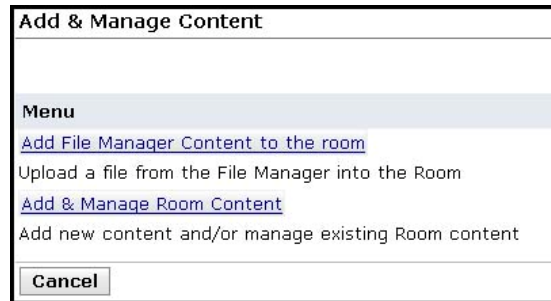 Add & Manage Content
Menu
Add File Manager Content to the room
Upload a file from the File Manager into the Room
Add & Manage Room Content
Add new content and/or manage existing Room content
Cancel